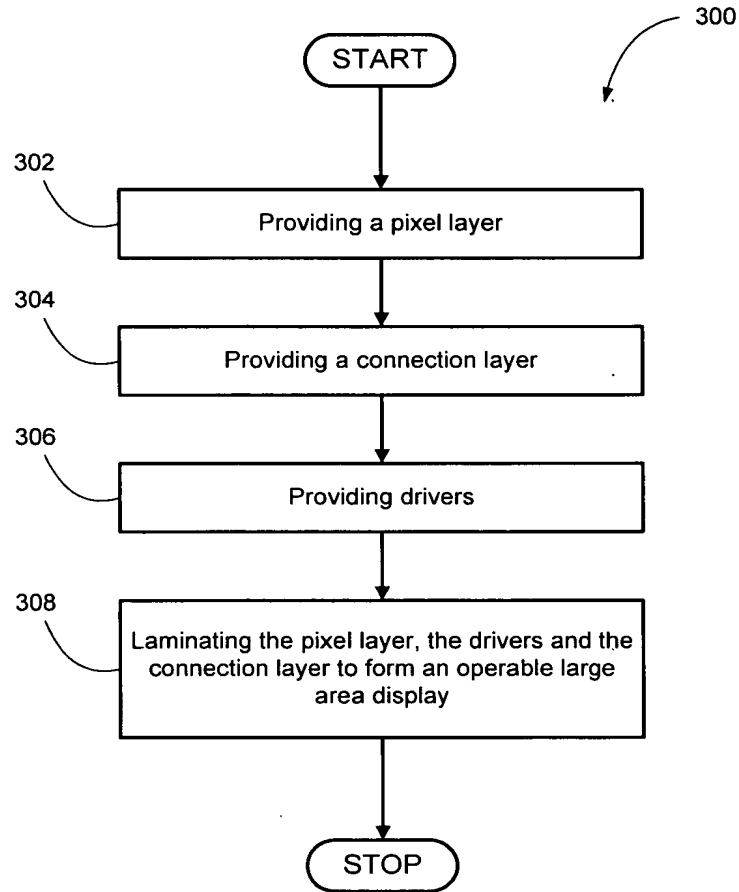 300
START
302
Providing a pixel layer
304
Providing a connection layer
306
Providing drivers
308
Laminating the pixel layer, the drivers and the
connection layer to form an operable large
area display
STOP